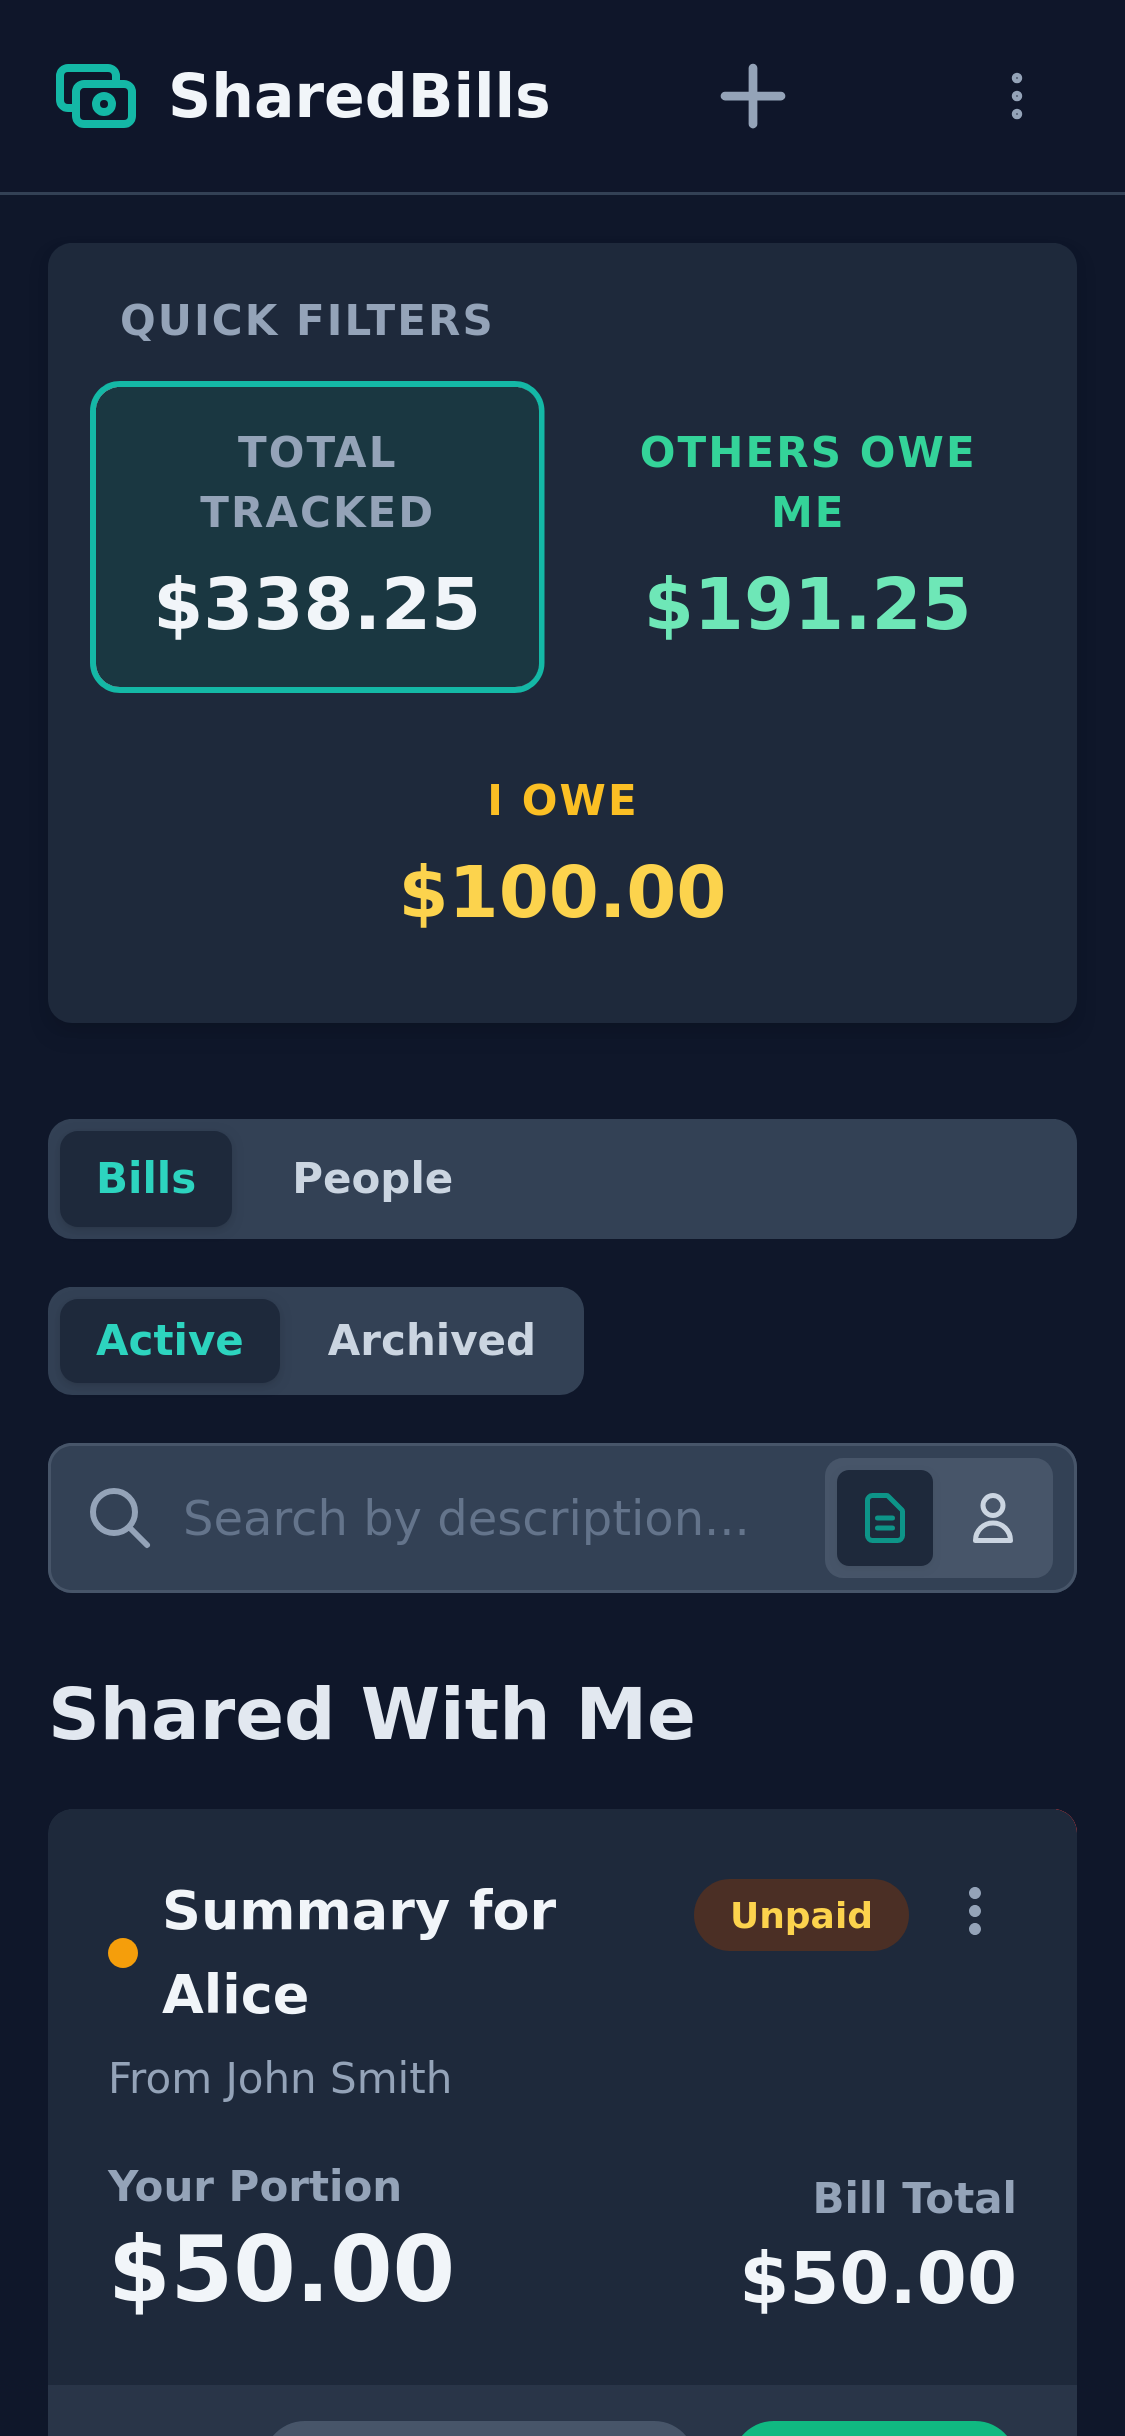 SharedBills
QUICK FILTERS
TOTAL
TRACKED
$338.25
OTHERS OWE
ME
$191.25
I OWE
$100.00
Bills
People
Active
Archived
Search by description...
Shared With Me
Summary for
Alice
Unpaid
From John Smith
Your Portion
$50.00
Bill Total
$50.00